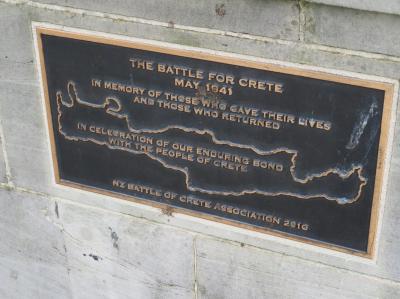 THE BATTLE FOR CRETE
MAY 1941
IN MEMORY OF THOSE WHO GAVE THEIR LIVES
AND THOSE WHO RETURNED
IN CELEBRATION OF OUR ENDURING BOND
WITH THE PEOPLE OF CRETE
NZ BATTLE OF CRETE ASSOCIATION 2016